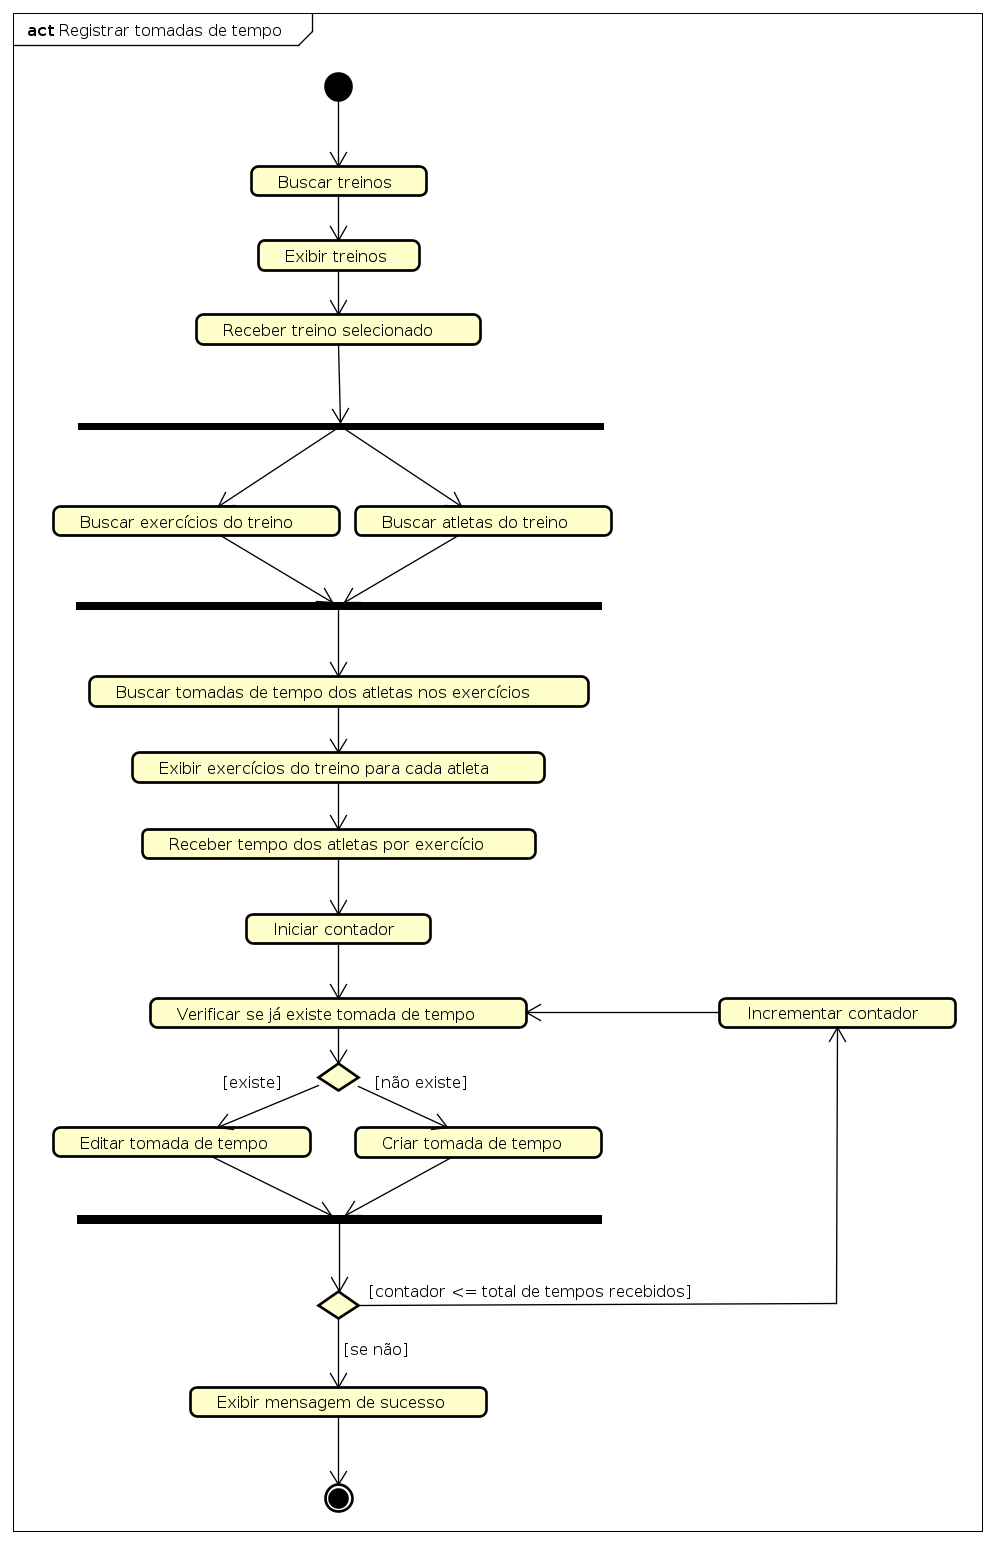 act Registrar tomadas de tempo
Buscar treinos
Exibir treinos
Receber treino selecionado
Buscar exercícios do treino
Buscar atletas do treino
Buscar tomadas de tempo dos atletas nos exercícios
Exibir exercícios do treino para cada atleta
Receber tempo dos atletas por exercício
Iniciar contador
Verificar se já existe tomada de tempo
Incrementar contador
[existe]
[não existe]
Editar tomada de tempo
Criar tomada de tempo
[contador <= total de tempos recebidos]
[se não]
Exibir mensagem de sucesso